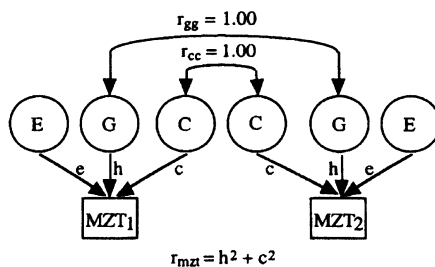 r_gg = 1.00
r_cc = 1.00
E G C C G E
e h c c h e
MZT₁ MZT₂
r_mzt = h² + c²